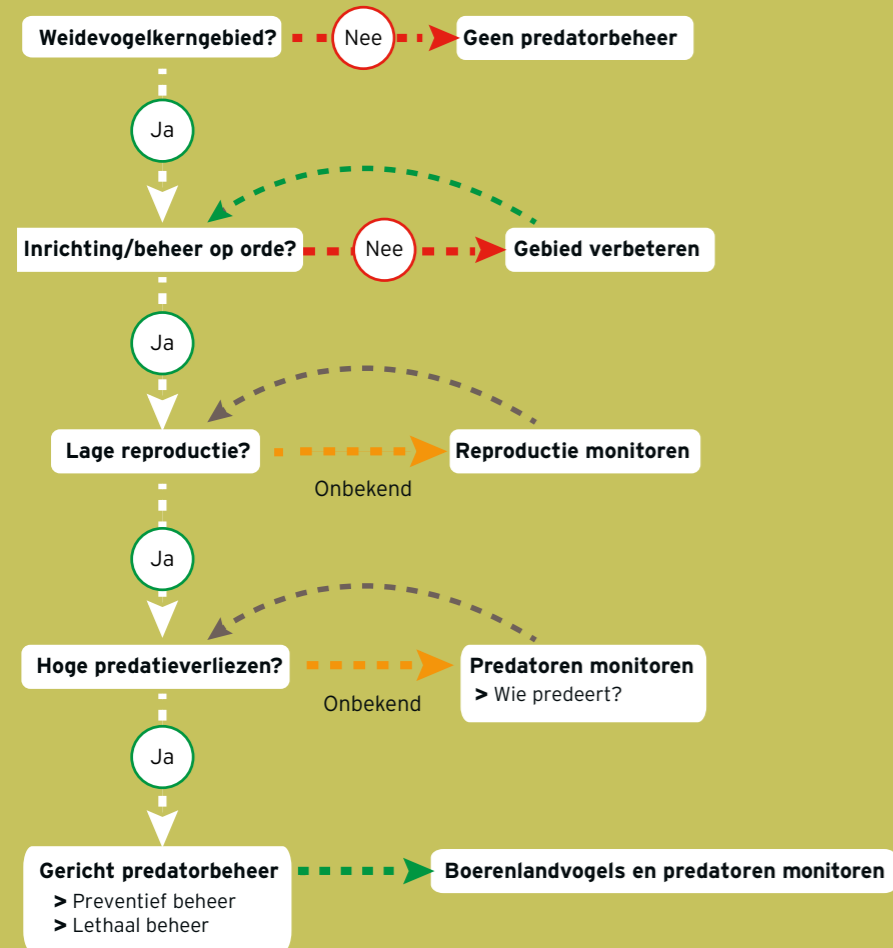 Weidevogelkerngebied?
Nee
Geen predatorbeheer
Ja
Inrichting/beheer op orde?
Nee
Gebied verbeteren
Ja
Lage reproductie?
Onbekend
Reproductie monitoren
Ja
Hoge predatieverliezen?
Onbekend
Predatoren monitoren
> Wie predeert?
Ja
Gericht predatorbeheer
> Preventief beheer
> Lethaal beheer
Boerenlandvogels en predatoren monitoren